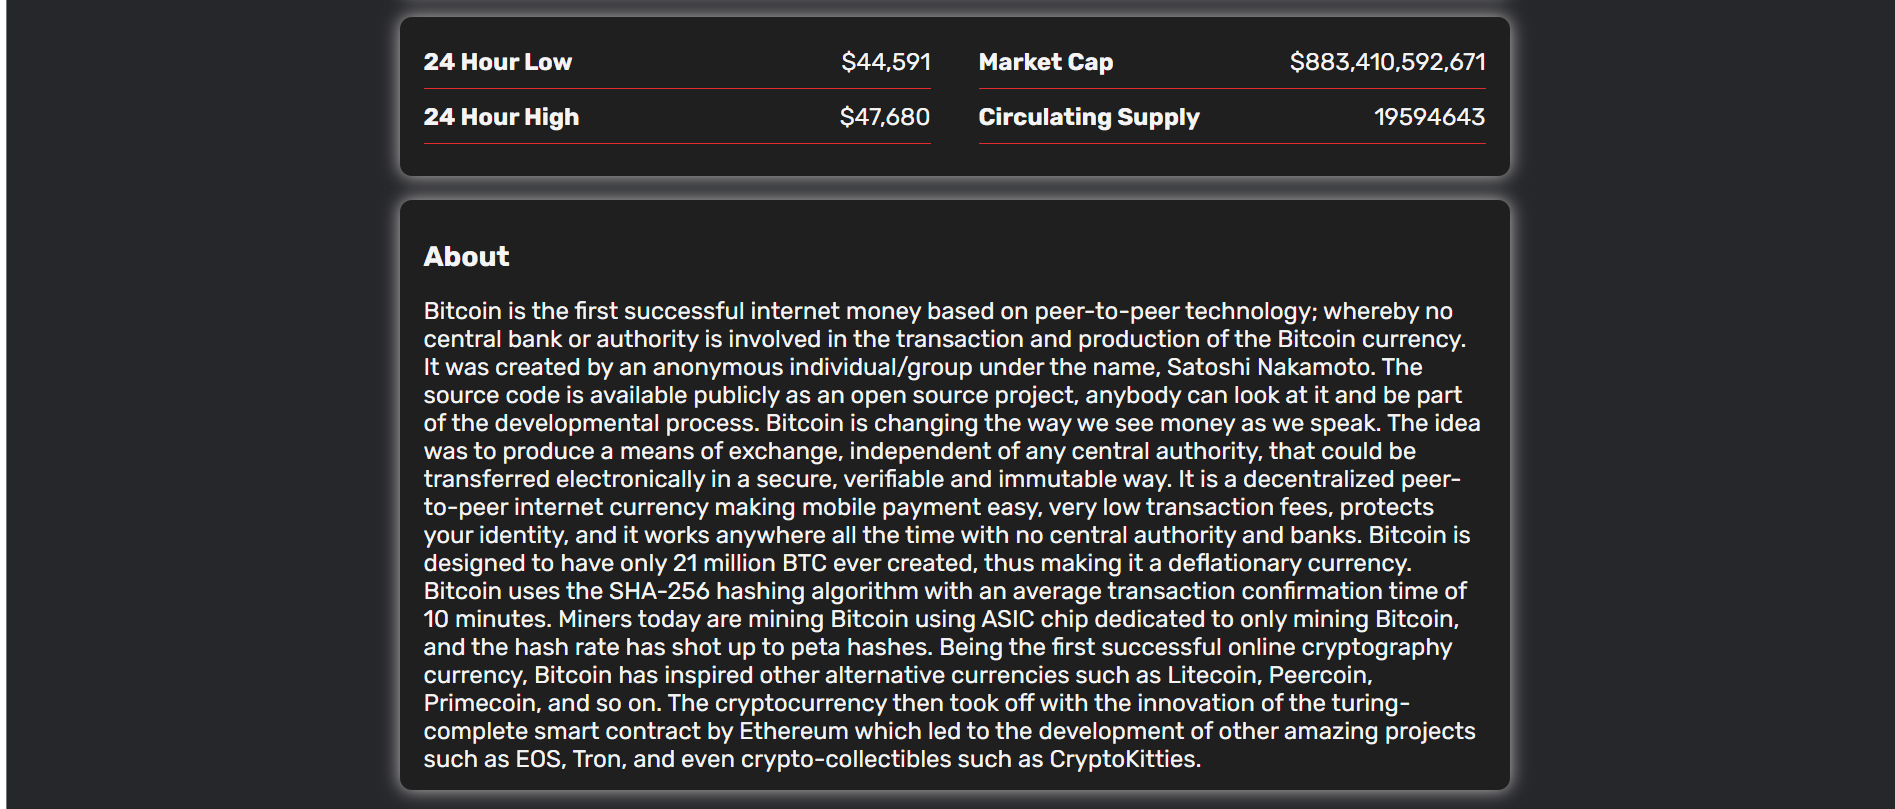 24 Hour Low $44,591 Market Cap $883,410,592,671
24 Hour High $47,680 Circulating Supply 19594643
About
Bitcoin is the first successful internet money based on peer-to-peer technology; whereby no
central bank or authority is involved in the transaction and production of the Bitcoin currency.
It was created by an anonymous individual/group under the name, Satoshi Nakamoto. The
source code is available publicly as an open source project, anybody can look at it and be part
of the developmental process. Bitcoin is changing the way we see money as we speak. The idea
was to produce a means of exchange, independent of any central authority, that could be
transferred electronically in a secure, verifiable and immutable way. It is a decentralized peer-
to-peer internet currency making mobile payment easy, very low transaction fees, protects
your identity, and it works anywhere all the time with no central authority and banks. Bitcoin is
designed to have only 21 million BTC ever created, thus making it a deflationary currency.
Bitcoin uses the SHA-256 hashing algorithm with an average transaction confirmation time of
10 minutes. Miners today are mining Bitcoin using ASIC chip dedicated to only mining Bitcoin,
and the hash rate has shot up to peta hashes. Being the first successful online cryptography
currency, Bitcoin has inspired other alternative currencies such as Litecoin, Peercoin,
Primecoin, and so on. The cryptocurrency then took off with the innovation of the turing-
complete smart contract by Ethereum which led to the development of other amazing projects
such as EOS, Tron, and even crypto-collectibles such as CryptoKitties.